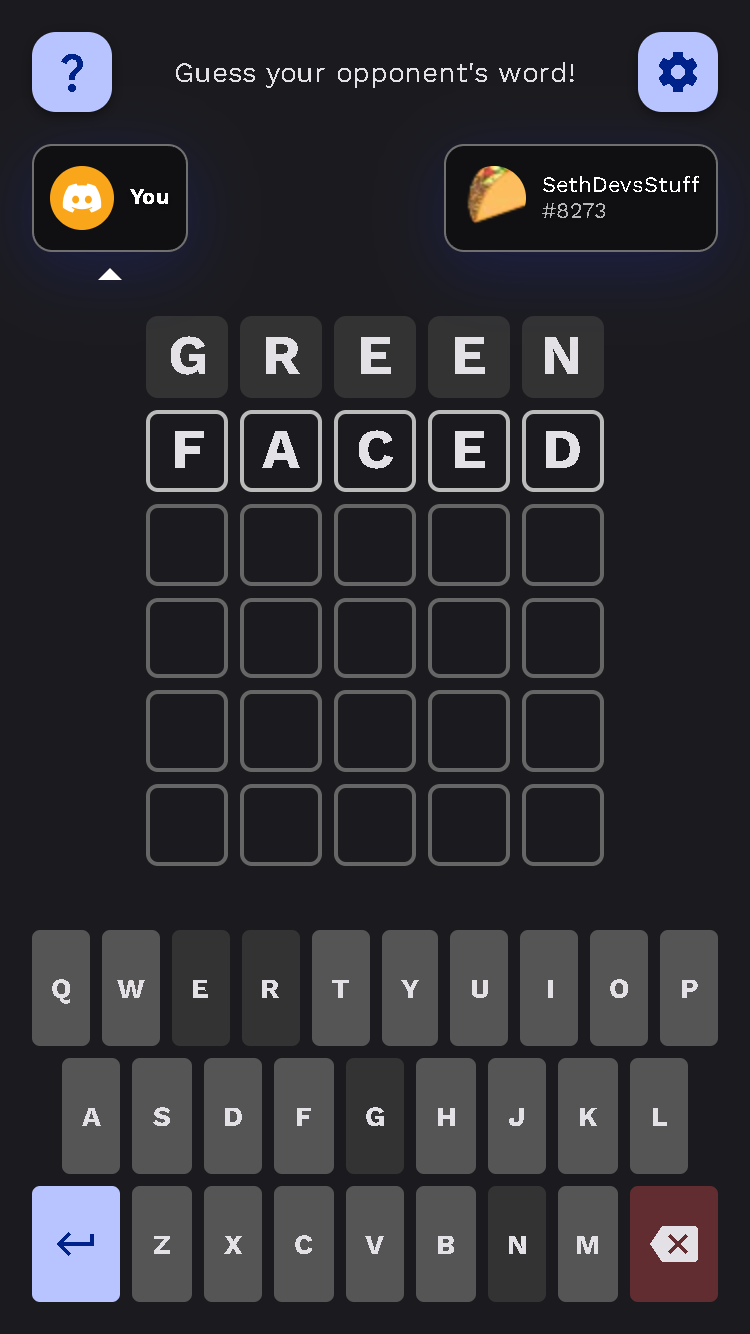 ?
Guess your opponent's word!
You
SethDevsStuff
#8273
G R E E N
F A C E D
Q W E R T Y U I O P
A S D F G H J K L
Z X C V B N M